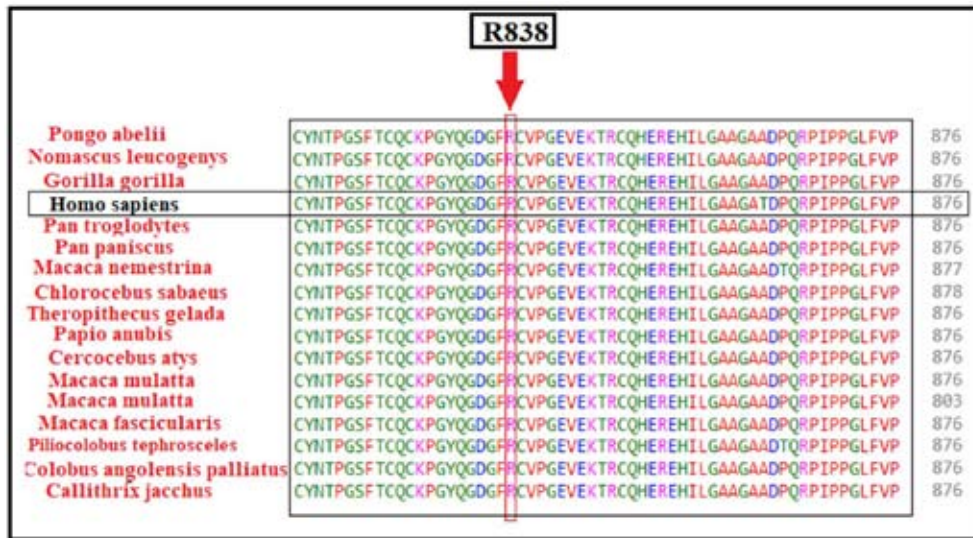 R838
Pongo abelii CYNTPGSFTCQCKPGYQGDGFRCVPGEVEKTRCQHEREHILGAAGAADPQRPIPPGLFVP 876
Nomascus leucogenys CYNTPGSFTCQCKPGYQGDGFRCVPGEVEKTRCQHEREHILGAAGAADPQRPIPPGLFVP 876
Gorilla gorilla CYNTPGSFTCQCKPGYQGDGFRCVPGEVEKTRCQHEREHILGAAGAADPQRPIPPGLFVP 876
Homo sapiens CYNTPGSFTCQCKPGYQGDGFRCVPGEVEKTRCQHEREHILGAAGATDPQRPIPPGLFVP 876
Pan troglodytes CYNTPGSFTCQCKPGYQGDGFRCVPGEVEKTRCQHEREHILGAAGAADPQRPIPPGLFVP 876
Pan paniscus CYNTPGSFTCQCKPGYQGDGFRCVPGEVEKTRCQHEREHILGAAGAADPQRPIPPGLFVP 876
Macaca nemestrina CYNTPGSFTCQCKPGYQGDGFRCVPGEVEKTRCQHEREHILGAAGAADTQRPIPPGLFVP 877
Chlorocebus sabaeus CYNTPGSFTCQCKPGYQGDGFRCVPGEVEKTRCQHEREHILGAAGAADPQRPIPPGLFVP 878
Theropithecus gelada CYNTPGSFTCQCKPGYQGDGFRCVPGEVEKTRCQHEREHILGAAGAADPQRPIPPGLFVP 876
Papio anubis CYNTPGSFTCQCKPGYQGDGFRCVPGEVEKTRCQHEREHILGAAGAADPQRPIPPGLFVP 876
Cercocebus atys CYNTPGSFTCQCKPGYQGDGFRCVPGEVEKTRCQHEREHILGAAGAADPQRPIPPGLFVP 876
Macaca mulatta CYNTPGSFTCQCKPGYQGDGFRCVPGEVEKTRCQHEREHILGAAGAADPQRPIPPGLFVP 876
Macaca mulatta CYNTPGSFTCQCKPGYQGDGFRCVPGEVEKTRCQHEREHILGAAGAADPQRPIPPGLFVP 803
Macaca fascicularis CYNTPGSFTCQCKPGYQGDGFRCVPGEVEKTRCQHEREHILGAAGAADPQRPIPPGLFVP 876
Piliocolobus tephrosceles CYNTPGSFTCQCKPGYQGDGFRCVPGEVEKTRCQHEREHILGAAGAADTQRPIPPGLFVP 876
Colobus angolensis palliatus CYNTPGSFTCQCKPGYQGDGFRCVPGEVEKTRCQHEREHILGAAGAADPQRPIPPGLFVP 876
Callithrix jacchus CYNTPGSFTCQCKPGYQGDGFRCVPGEVEKTRCQHEREHILGAAGAADPQRPIPPGLFVP 876